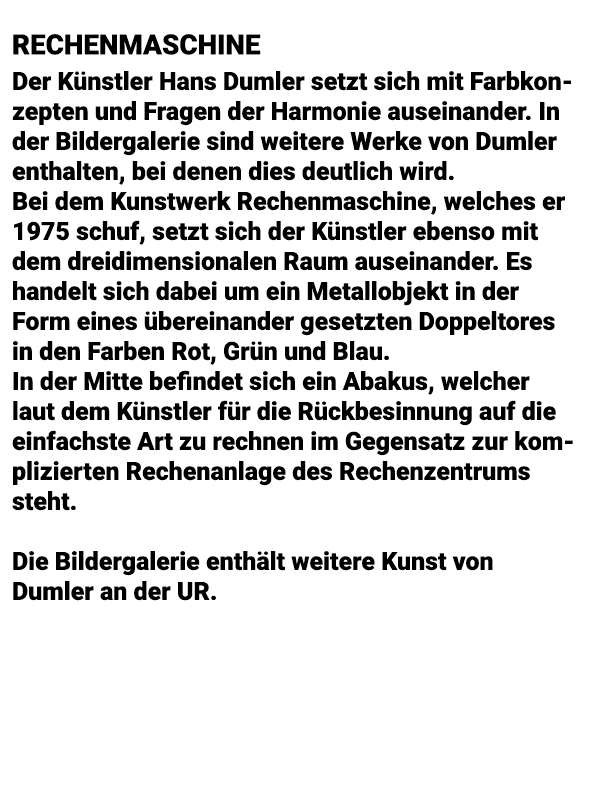 RECHENMASCHINE
Der Künstler Hans Dumler setzt sich mit Farbkon-
zepten und Fragen der Harmonie auseinander. In
der Bildergalerie sind weitere Werke von Dumler
enthalten, bei denen dies deutlich wird.
Bei dem Kunstwerk Rechenmaschine, welches er
1975 schuf, setzt sich der Künstler ebenso mit
dem dreidimensionalen Raum auseinander. Es
handelt sich dabei um ein Metallobjekt in der
Form eines übereinander gesetzten Doppeltores
in den Farben Rot, Grün und Blau.
In der Mitte befindet sich ein Abakus, welcher
laut dem Künstler für die Rückbesinnung auf die
einfachste Art zu rechnen im Gegensatz zur kom-
plizierten Rechenanlage des Rechenzentrums
steht.
Die Bildergalerie enthält weitere Kunst von
Dumler an der UR.